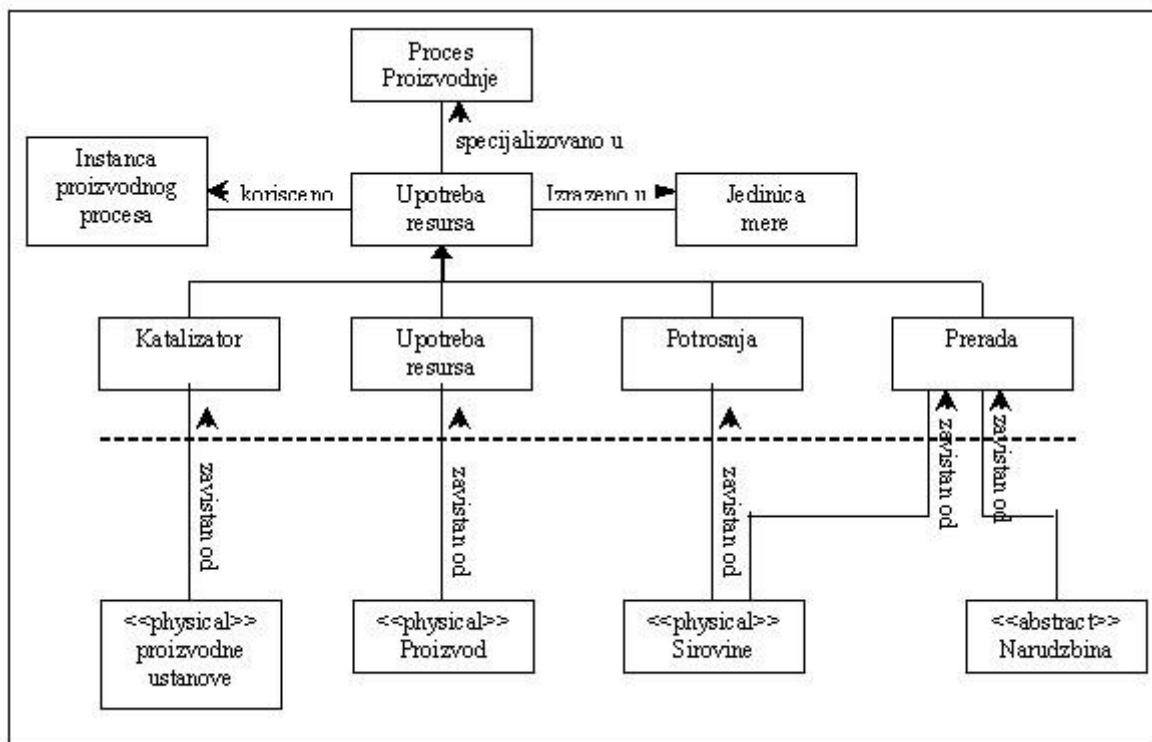 Proces
Proizvodnje
specijalizovano u
Instanca
proizvodnog
procesa
korisceno
Upotreba
resursa
Izrazeno u
Jedinica
mere
Katalizator
Upotreba
resursa
Potrosnja
Prerada
zavistan od
zavistan od
zavistan od
zavistan od
zavistan od
<<physical>>
proizvodne
ustanove
<<physical>>
Proizvod
<<physical>>
Sirovine
<<abstract>>
Narudzbina